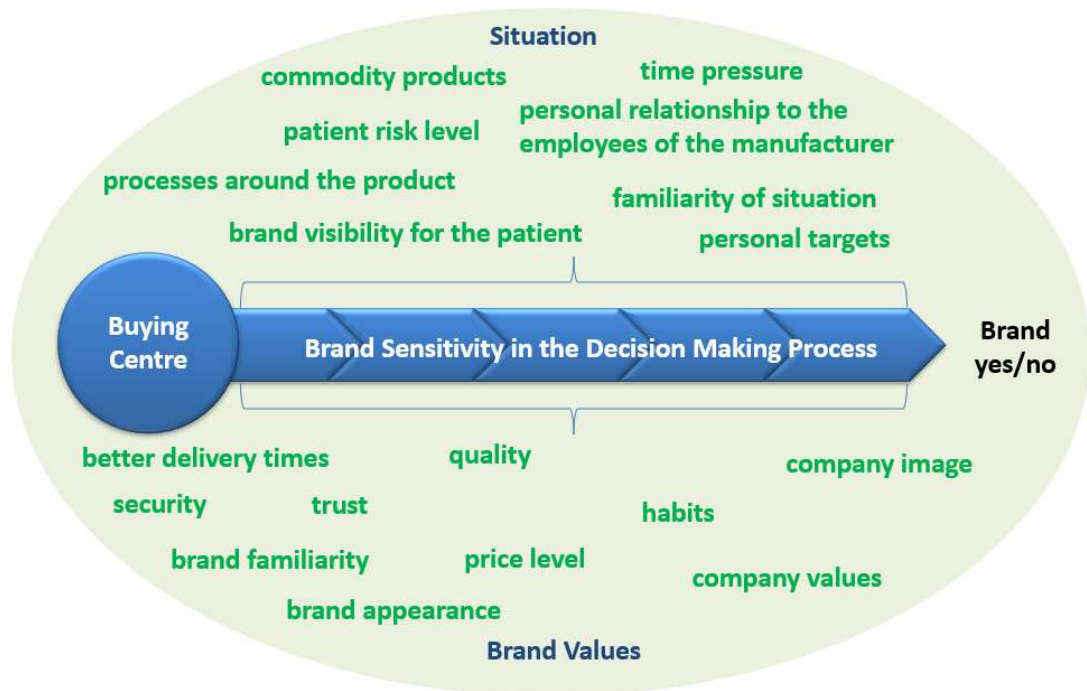 Situation
commodity products
time pressure
personal relationship to the
employees of the manufacturer
patient risk level
processes around the product
familiarity of situation
brand visibility for the patient
personal targets
Buying
Centre
Brand Sensitivity in the Decision Making Process
Brand
yes/no
better delivery times
quality
company image
security
trust
habits
brand familiarity
price level
company values
brand appearance
Brand Values